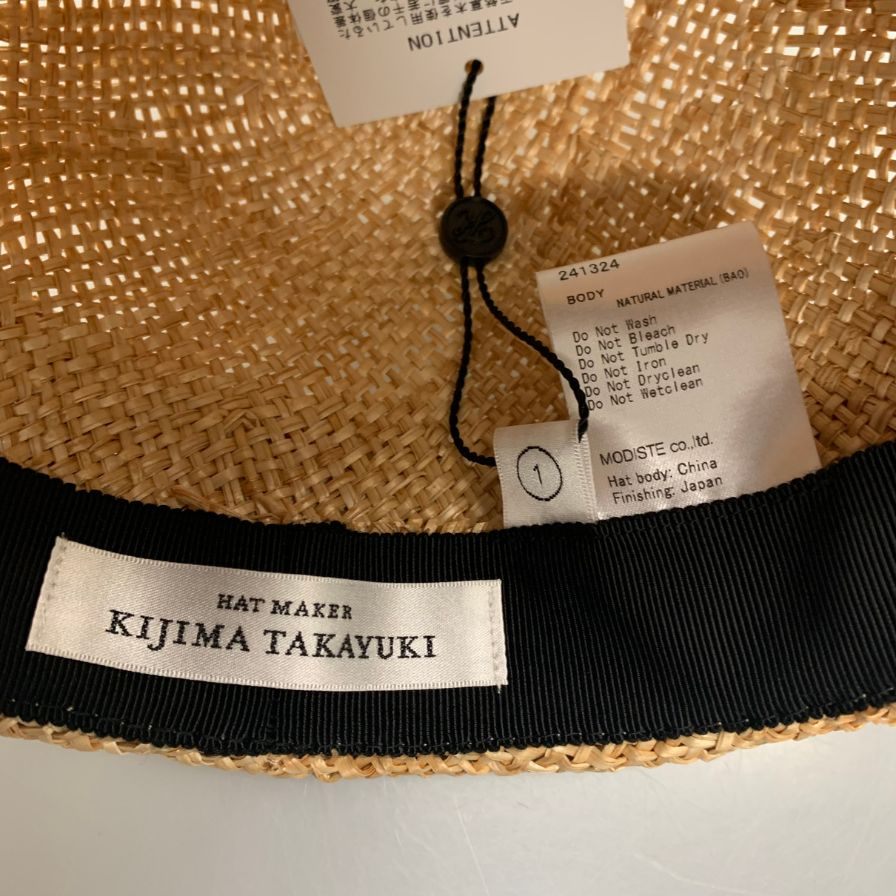 ATTENTION
241324
BODY NATURAL MATERIAL (BAO)
Do Not Wash
Do Not Bleach
Do Not Tumble Dry
Do Not Iron
Do Not Dryclean
Do Not Wetclean
1
MODISTE co.,ltd.
Hat body: China
Finishing: Japan
HAT MAKER
KIJIMA TAKAYUKI